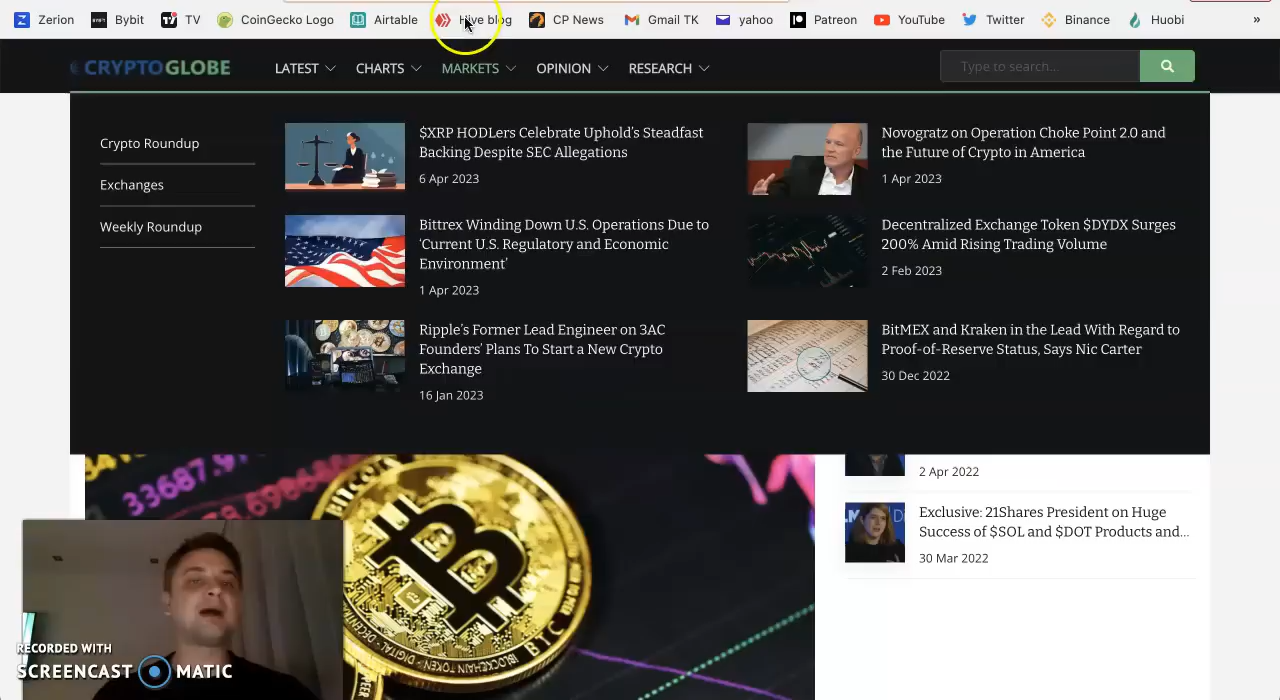 Zerion Bybit TV CoinGecko Logo Airtable Hive blog CP News Gmail TK yahoo Patreon YouTube Twitter Binance Huobi »
CRYPTOGLOBE LATEST CHARTS MARKETS OPINION RESEARCH Type to search...
Crypto Roundup
Exchanges
Weekly Roundup
$XRP HODLers Celebrate Uphold's Steadfast
Backing Despite SEC Allegations
6 Apr 2023
Novogratz on Operation Choke Point 2.0 and
the Future of Crypto in America
1 Apr 2023
Bittrex Winding Down U.S. Operations Due to
'Current U.S. Regulatory and Economic
Environment'
1 Apr 2023
Decentralized Exchange Token $DYDX Surges
200% Amid Rising Trading Volume
2 Feb 2023
Ripple's Former Lead Engineer on 3AC
Founders' Plans To Start a New Crypto
Exchange
16 Jan 2023
BitMEX and Kraken in the Lead With Regard to
Proof-of-Reserve Status, Says Nic Carter
30 Dec 2022
2 Apr 2022
Exclusive: 21Shares President on Huge
Success of $SOL and $DOT Products and...
30 Mar 2022
RECORDED WITH
SCREENCAST MATIC